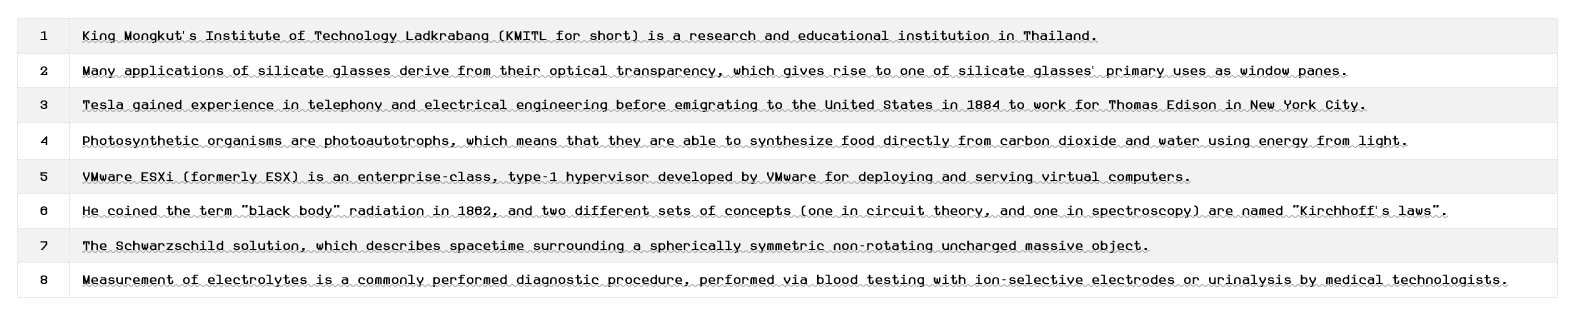 1 King Mongkut's Institute of Technology Ladkrabang (KMITL for short) is a research and educational institution in Thailand.
2 Many applications of silicate glasses derive from their optical transparency, which gives rise to one of silicate glasses' primary uses as window panes.
3 Tesla gained experience in telephony and electrical engineering before emigrating to the United States in 1884 to work for Thomas Edison in New York City.
4 Photosynthetic organisms are photoautotrophs, which means that they are able to synthesize food directly from carbon dioxide and water using energy from light.
5 VMware ESXi (formerly ESX) is an enterprise-class, type-1 hypervisor developed by VMware for deploying and serving virtual computers.
6 He coined the term "black body" radiation in 1862, and two different sets of concepts (one in circuit theory, and one in spectroscopy) are named "Kirchhoff's laws".
7 The Schwarzschild solution, which describes spacetime surrounding a spherically symmetric non-rotating uncharged massive object.
8 Measurement of electrolytes is a commonly performed diagnostic procedure, performed via blood testing with ion-selective electrodes or urinalysis by medical technologists.